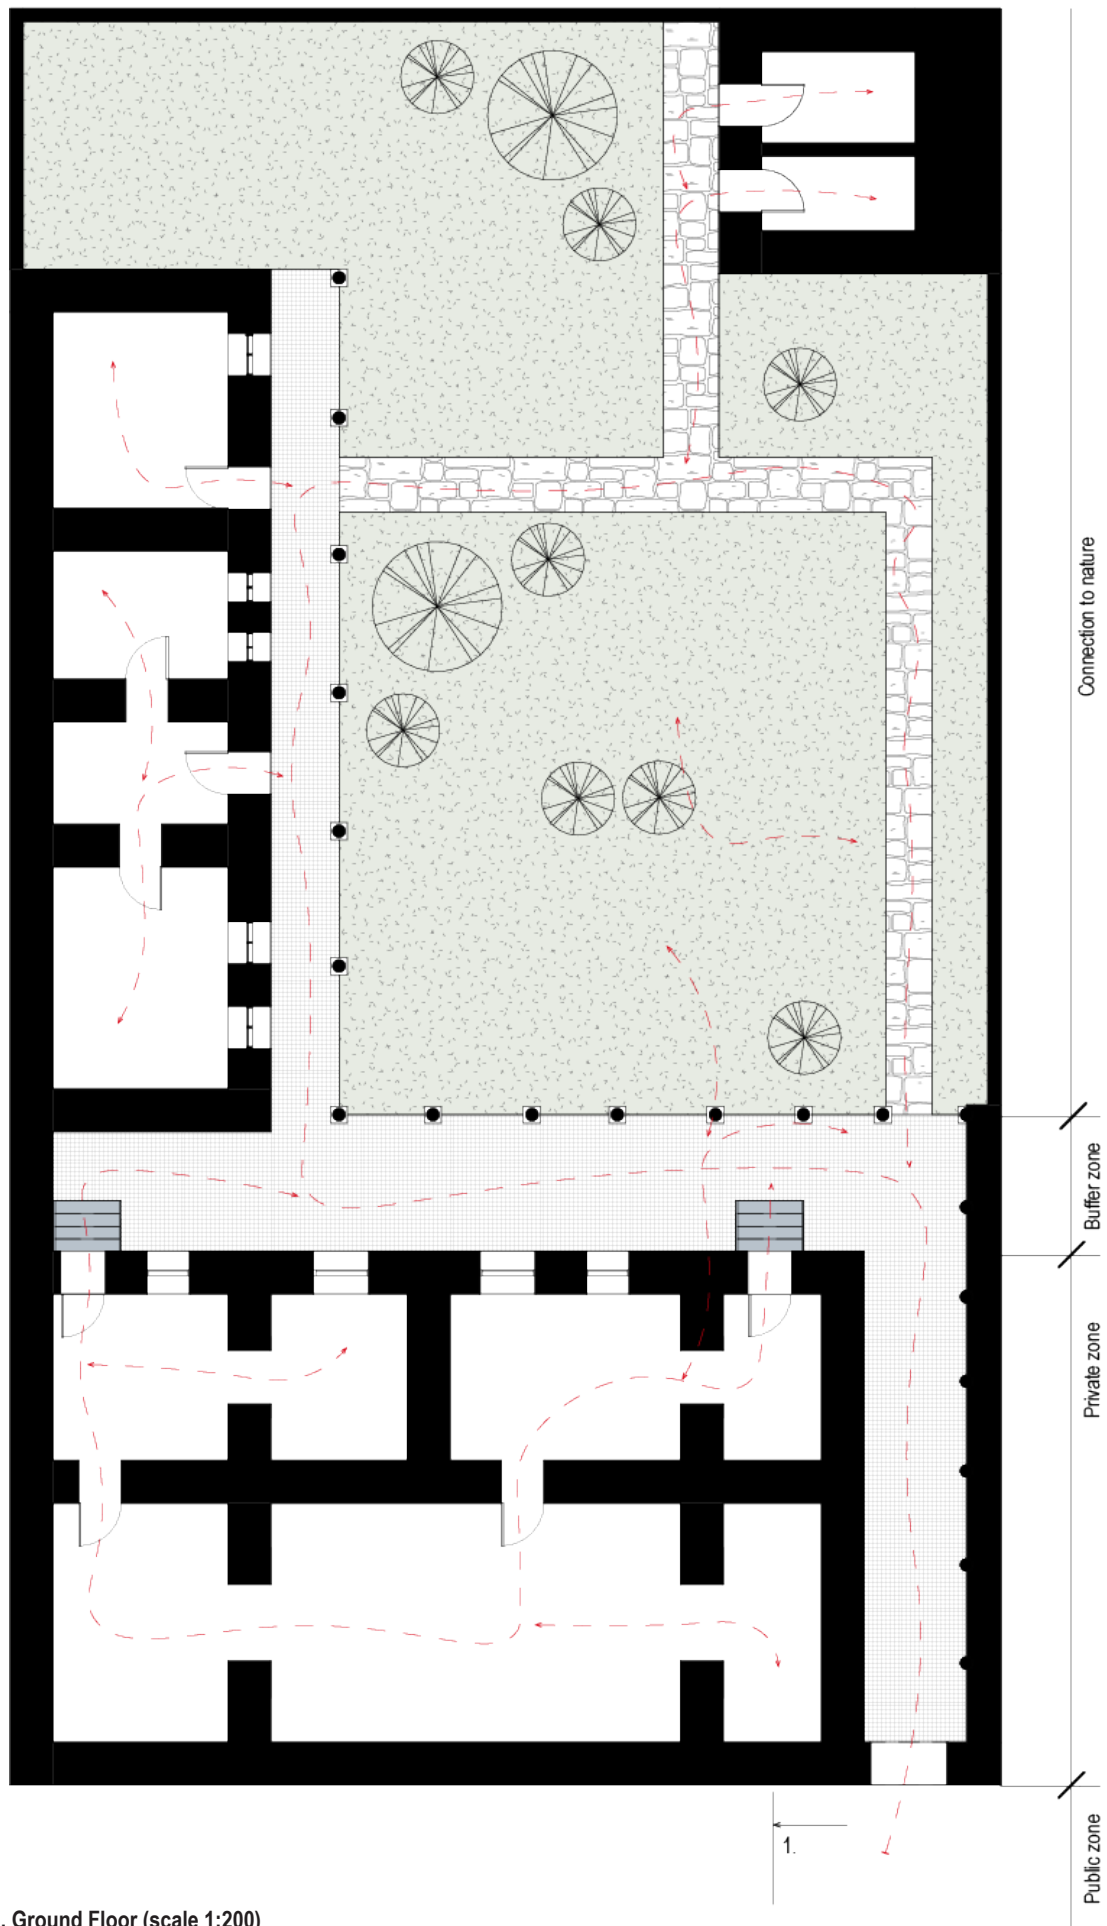 Connection to nature
Buffer zone
Private zone
Public zone
1.
. Ground Floor (scale 1:200)